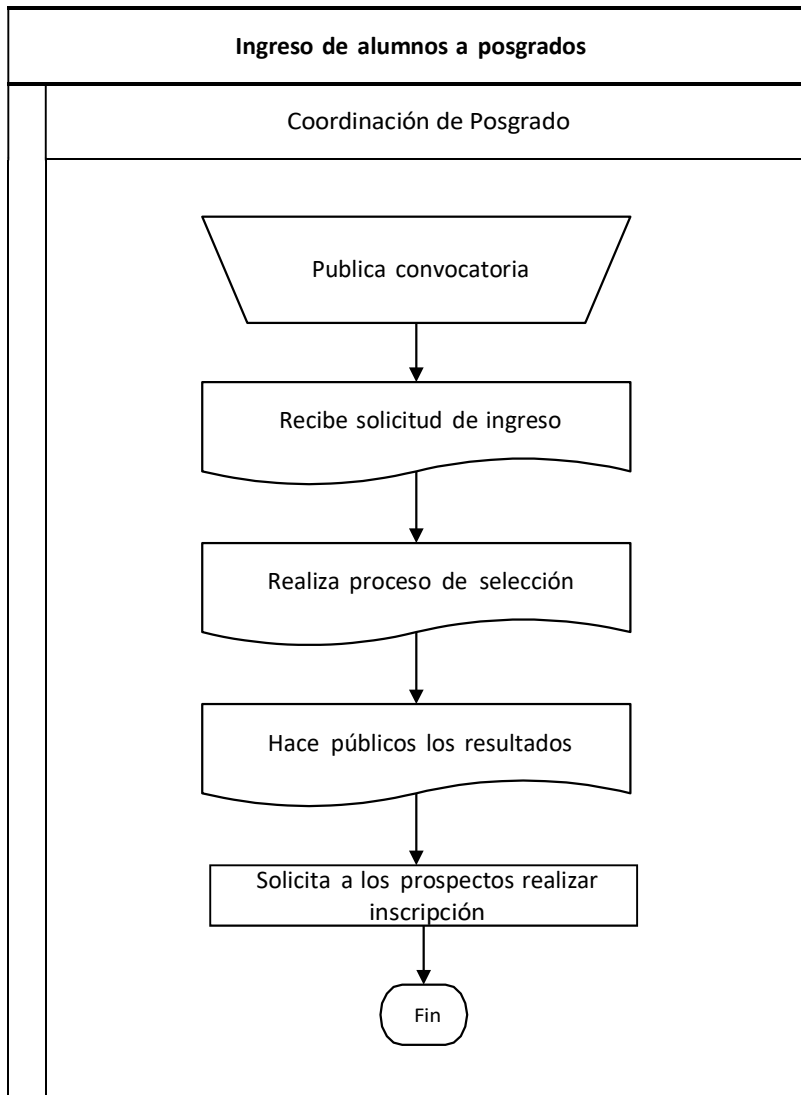 Ingreso de alumnos a posgrados
Coordinación de Posgrado
Publica convocatoria
Recibe solicitud de ingreso
Realiza proceso de selección
Hace públicos los resultados
Solicita a los prospectos realizar
inscripción
Fin